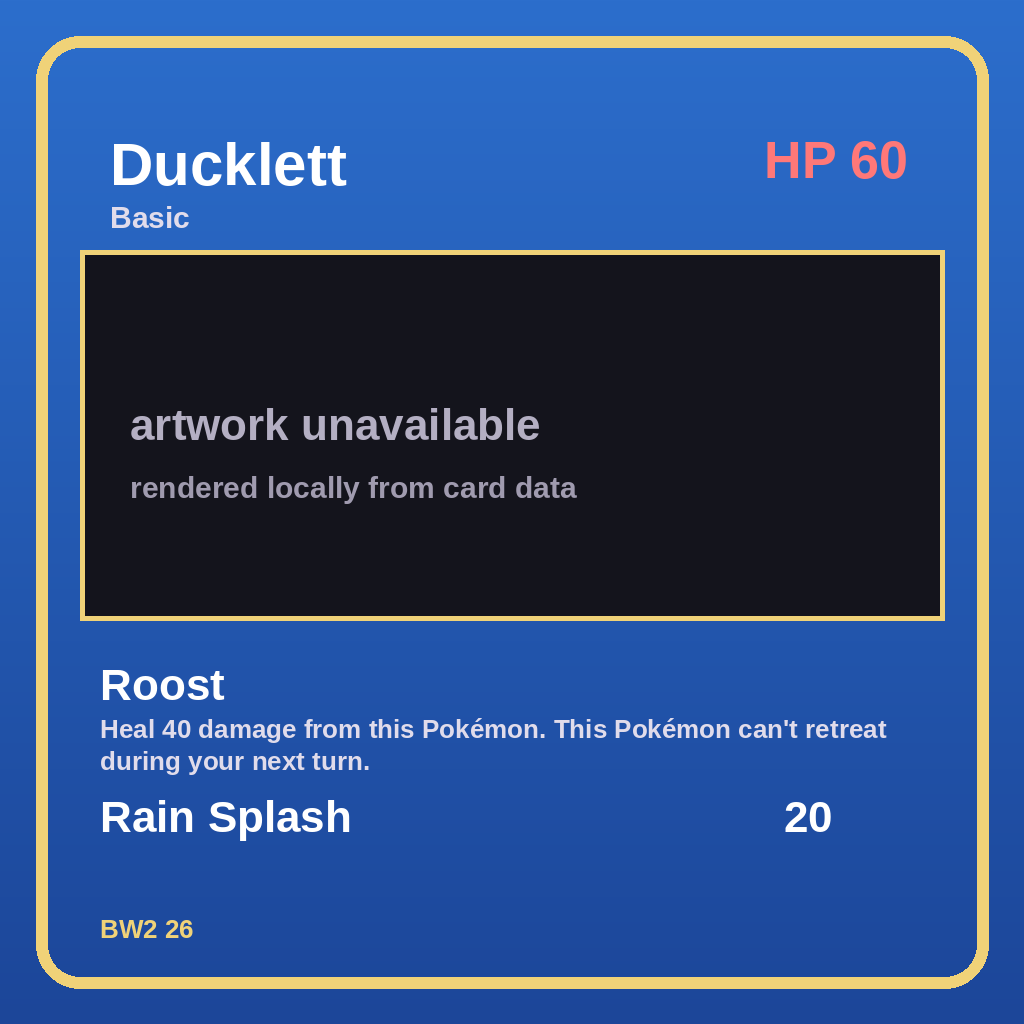 Ducklett
HP 60
Basic
artwork unavailable
rendered locally from card data
Roost
Heal 40 damage from this Pokémon. This Pokémon can't retreat
during your next turn.
Rain Splash
20
BW2 26